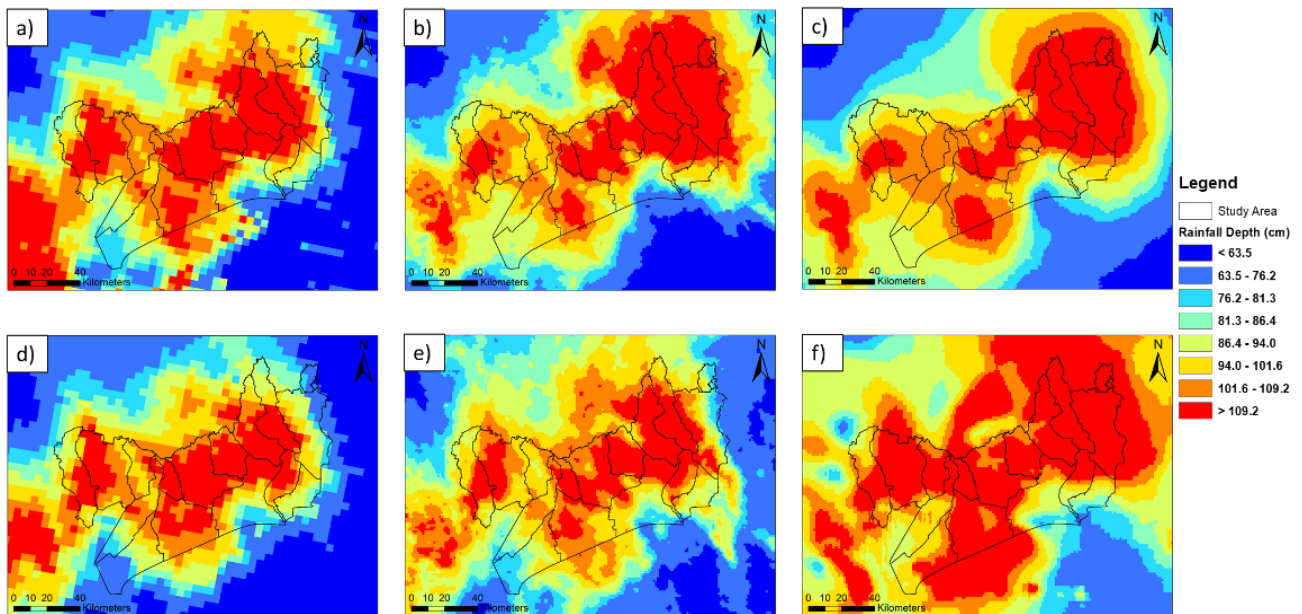 a)
N
0 10 20 40
Kilometers
b)
N
0 10 20 40
Kilometers
c)
N
0 10 20 40
Kilometers
d)
N
0 10 20 40
Kilometers
e)
N
0 10 20 40
Kilometers
f)
N
0 10 20 40
Kilometers
Legend
Study Area
Rainfall Depth (cm)
< 63.5
63.5 - 76.2
76.2 - 81.3
81.3 - 86.4
86.4 - 94.0
94.0 - 101.6
101.6 - 109.2
> 109.2